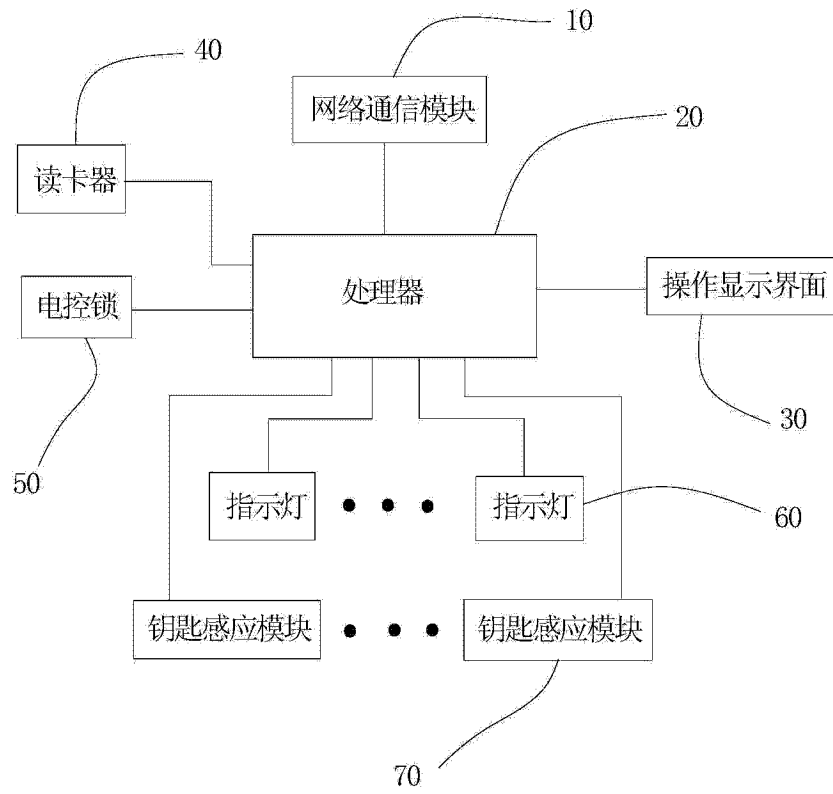 10
40
网络通信模块
20
读卡器
处理器
操作显示界面
电控锁
30
50
指示灯
指示灯
60
钥匙感应模块
钥匙感应模块
70